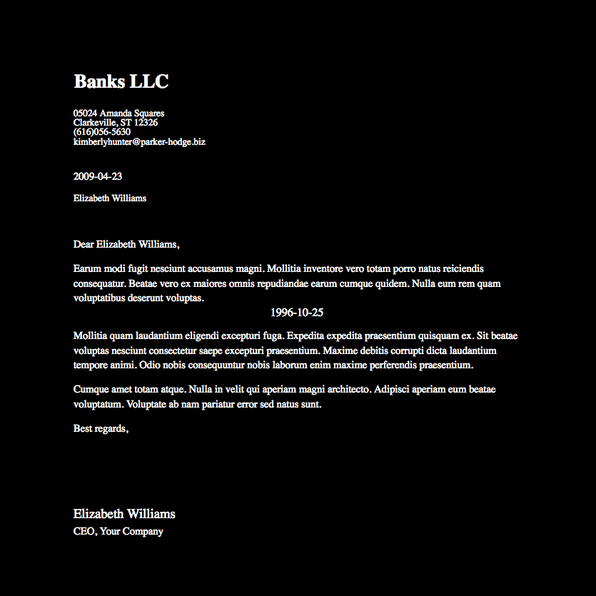 Banks LLC
05024 Amanda Squares
Clarkeville, ST 12326
(616)056-5630
kimberlyhunter@parker-hodge.biz
2009-04-23
Elizabeth Williams
Dear Elizabeth Williams,
Earum modi fugit nesciunt accusamus magni. Mollitia inventore vero totam porro natus reiciendis
consequatur. Beatae vero ex maiores omnis repudiandae earum cumque quidem. Nulla eum rem quam
voluptatibus deserunt voluptas.
1996-10-25
Mollitia quam laudantium eligendi excepturi fuga. Expedita expedita praesentium quisquam ex. Sit beatae
voluptas nesciunt consectetur saepe excepturi praesentium. Maxime debitis corrupti dicta laudantium
tempore animi. Odio nobis consequuntur nobis laborum enim maxime perferendis praesentium.
Cumque amet totam atque. Nulla in velit qui aperiam magni architecto. Adipisci aperiam eum beatae
voluptatum. Voluptate ab nam pariatur error sed natus sunt.
Best regards,
Elizabeth Williams
CEO, Your Company